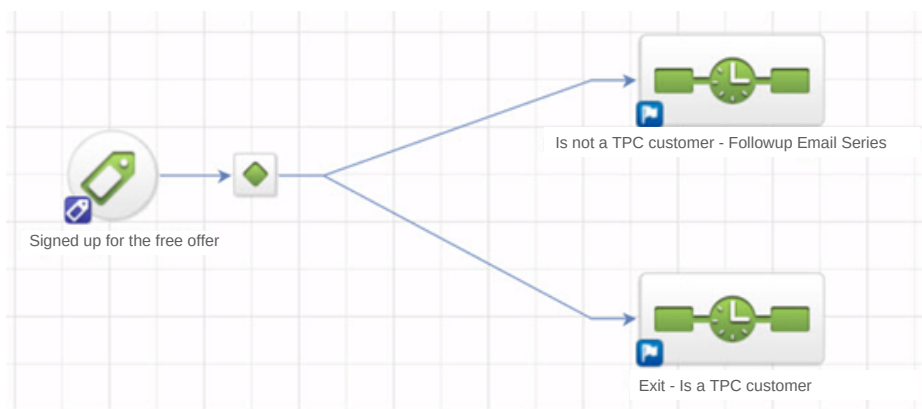 Is not a TPC customer - Followup Email Series
Signed up for the free offer
Exit - Is a TPC customer